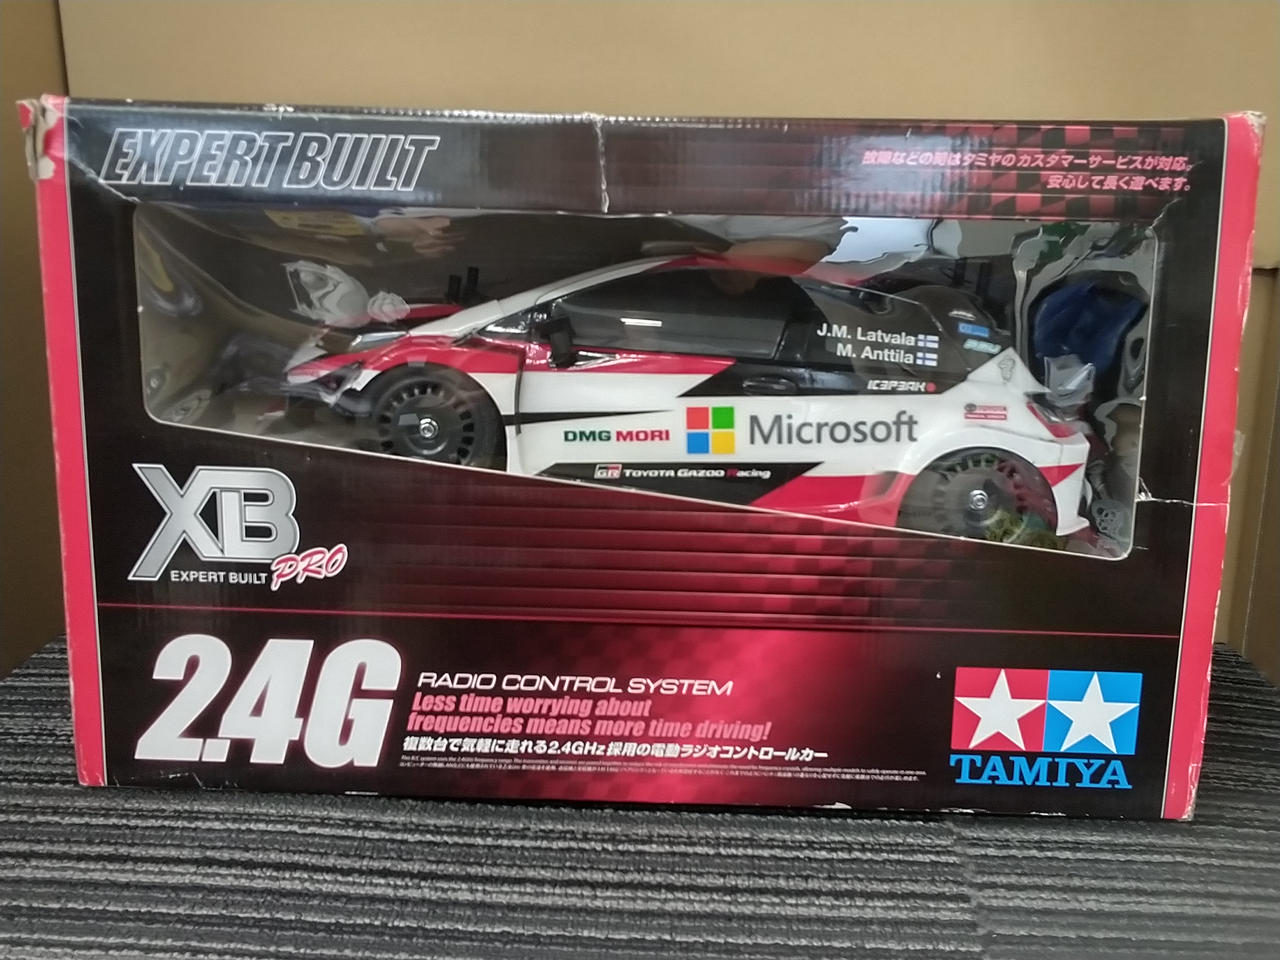 EXPERT BUILT
故障などの際はタミヤのカスタマーサービスが対応。
安心して長く遊べます。
J.M. Latvala
M. Anttila
ICEPEAK
DMG MORI
Microsoft
GR TOYOTA GAZOO Racing
XB
EXPERT BUILT PRO
2.4G
RADIO CONTROL SYSTEM
Less time worrying about
frequencies means more time driving!
複数台で気軽に走れる2.4GHz採用の電動ラジオコントロールカー
TAMIYA